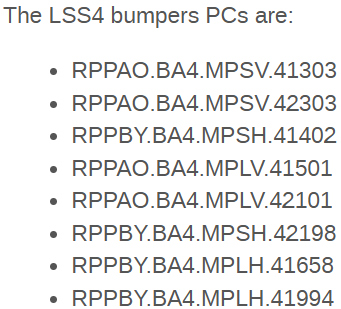 The LSS4 bumpers PCs are:
• RPPAO.BA4.MPSV.41303
• RPPAO.BA4.MPSV.42303
• RPPBY.BA4.MPSH.41402
• RPPAO.BA4.MPLV.41501
• RPPAO.BA4.MPLV.42101
• RPPBY.BA4.MPSH.42198
• RPPBY.BA4.MPLH.41658
• RPPBY.BA4.MPLH.41994